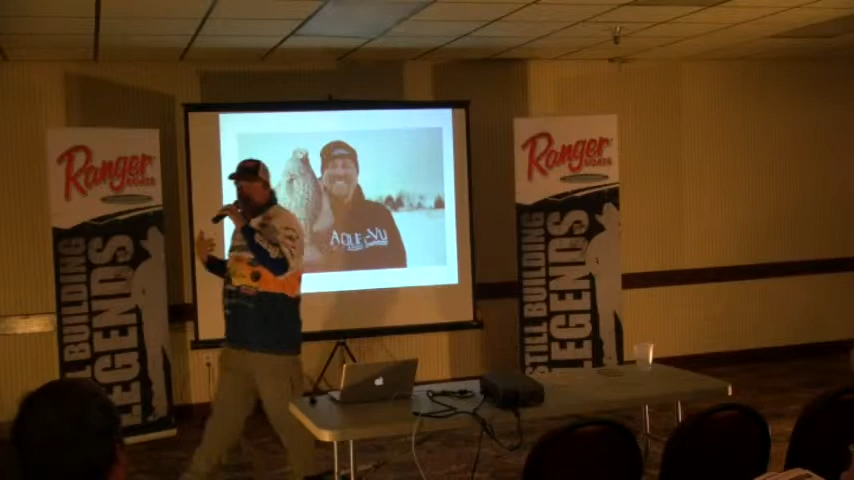 Ranger
BOATS
STILL BUILDING
LEGENDS
AQUA-VU
Ranger
BOATS
STILL BUILDING
LEGENDS